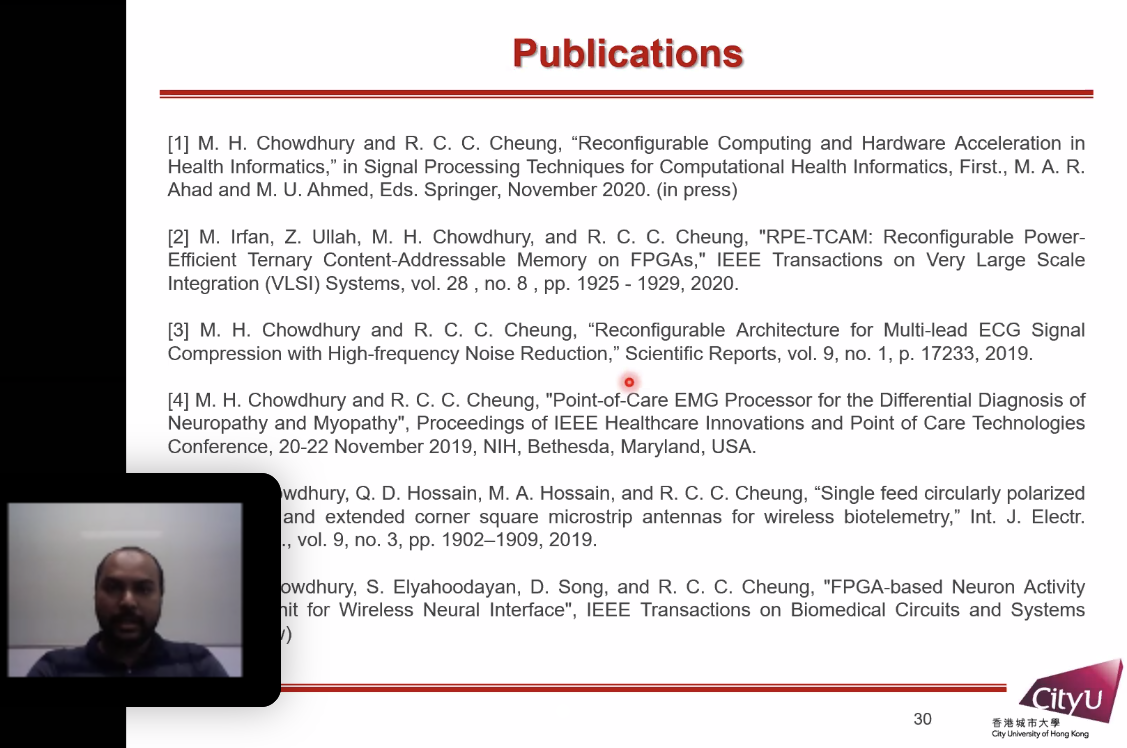 Publications
[1] M. H. Chowdhury and R. C. C. Cheung, “Reconfigurable Computing and Hardware Acceleration in
Health Informatics,” in Signal Processing Techniques for Computational Health Informatics, First., M. A. R.
Ahad and M. U. Ahmed, Eds. Springer, November 2020. (in press)
[2] M. Irfan, Z. Ullah, M. H. Chowdhury, and R. C. C. Cheung, "RPE-TCAM: Reconfigurable Power-
Efficient Ternary Content-Addressable Memory on FPGAs," IEEE Transactions on Very Large Scale
Integration (VLSI) Systems, vol. 28 , no. 8 , pp. 1925 - 1929, 2020.
[3] M. H. Chowdhury and R. C. C. Cheung, “Reconfigurable Architecture for Multi-lead ECG Signal
Compression with High-frequency Noise Reduction,” Scientific Reports, vol. 9, no. 1, p. 17233, 2019.
[4] M. H. Chowdhury and R. C. C. Cheung, "Point-of-Care EMG Processor for the Differential Diagnosis of
Neuropathy and Myopathy", Proceedings of IEEE Healthcare Innovations and Point of Care Technologies
Conference, 20-22 November 2019, NIH, Bethesda, Maryland, USA.
Q. D. Hossain, M. A. Hossain, and R. C. C. Cheung, “Single feed circularly polarized
and extended corner square microstrip antennas for wireless biotelemetry,” Int. J. Electr.
vol. 9, no. 3, pp. 1902–1909, 2019.
S. Elyahoodayan, D. Song, and R. C. C. Cheung, "FPGA-based Neuron Activity
for Wireless Neural Interface", IEEE Transactions on Biomedical Circuits and Systems
30
CityU
香港城市大學
City University of Hong Kong